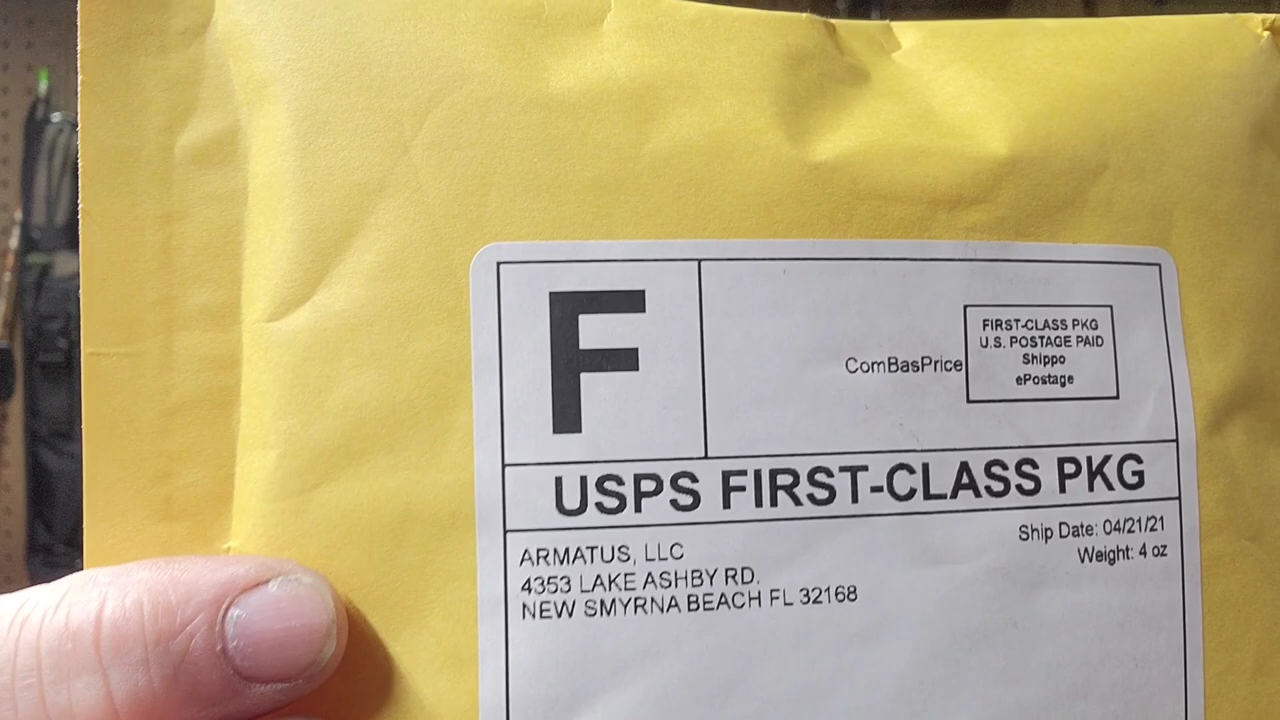 F
ComBasPrice
FIRST-CLASS PKG
U.S. POSTAGE PAID
Shippo
ePostage
USPS FIRST-CLASS PKG
Ship Date: 04/21/21
Weight: 4 oz
ARMATUS, LLC
4353 LAKE ASHBY RD.
NEW SMYRNA BEACH FL 32168